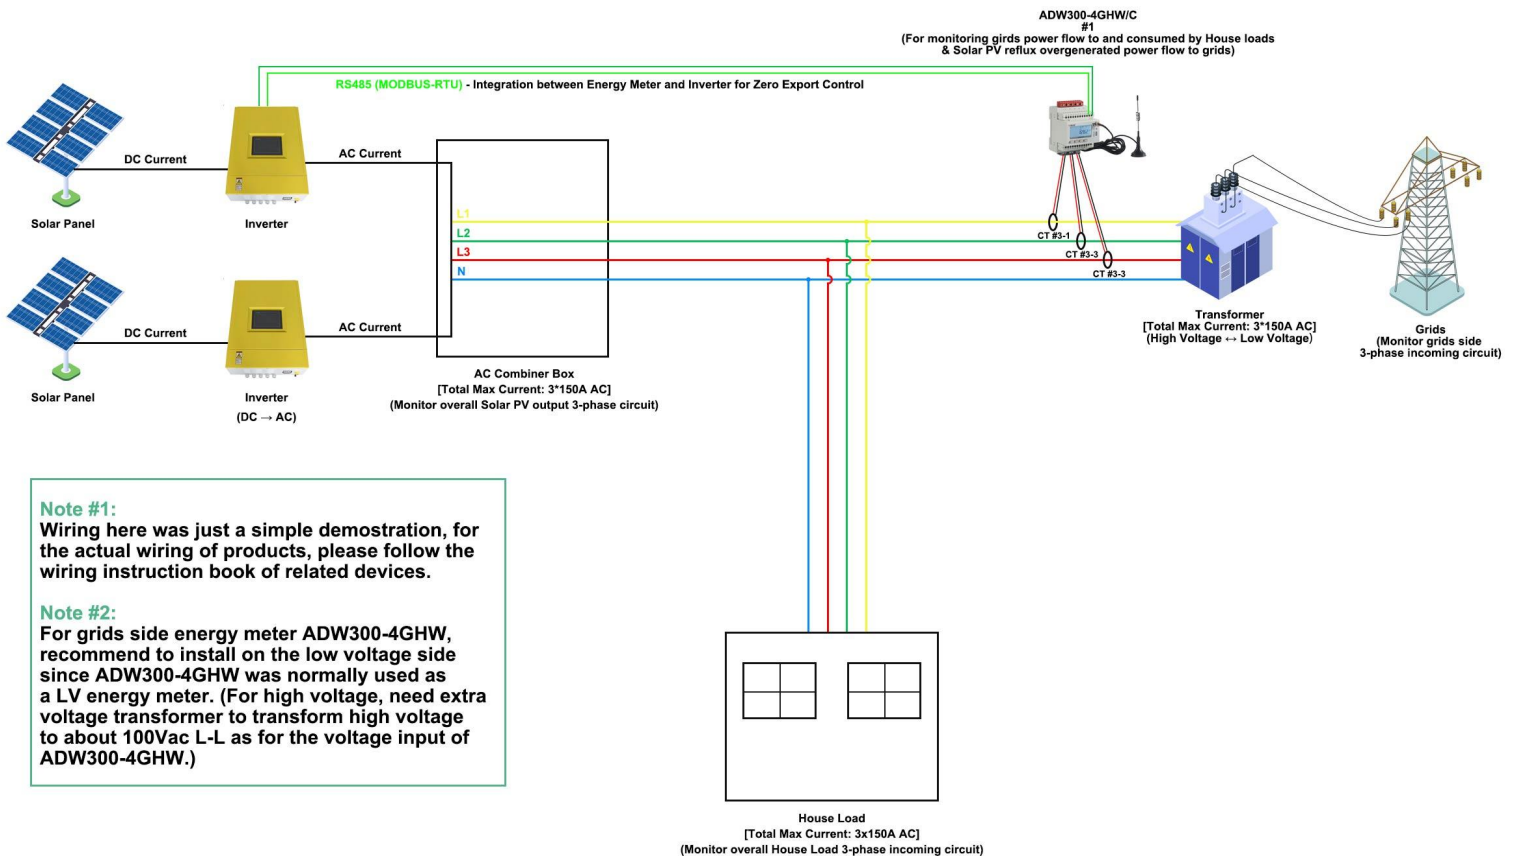 ADW300-4GHW/C
#1
(For monitoring girds power flow to and consumed by House loads
& Solar PV reflux overgenerated power flow to grids)
RS485 (MODBUS-RTU) - Integration between Energy Meter and Inverter for Zero Export Control
DC Current
AC Current
Solar Panel
Inverter
L1
L2
L3
N
CT #3-1
CT #3-3
CT #3-3
DC Current
AC Current
Solar Panel
Inverter
(DC → AC)
AC Combiner Box
[Total Max Current: 3*150A AC]
(Monitor overall Solar PV output 3-phase circuit)
Transformer
[Total Max Current: 3*150A AC]
(High Voltage ↔ Low Voltage)
Grids
(Monitor grids side
3-phase incoming circuit)
Note #1:
Wiring here was just a simple demostration, for
the actual wiring of products, please follow the
wiring instruction book of related devices.
Note #2:
For grids side energy meter ADW300-4GHW,
recommend to install on the low voltage side
since ADW300-4GHW was normally used as
a LV energy meter. (For high voltage, need extra
voltage transformer to transform high voltage
to about 100Vac L-L as for the voltage input of
ADW300-4GHW.)
House Load
[Total Max Current: 3x150A AC]
(Monitor overall House Load 3-phase incoming circuit)